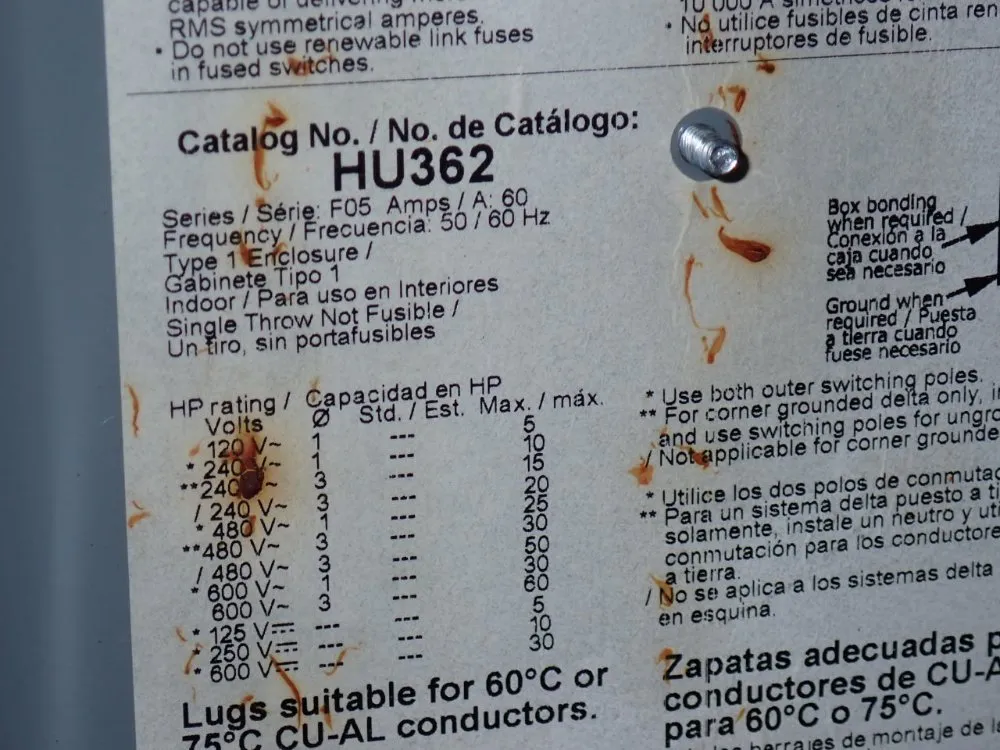 RMS symmetrical amperes.
• Do not use renewable link fuses
in fused switches.
10 000 A
• No utilice fusibles de cinta
interruptores de fusible.
Catalog No. / No. de Catálogo:
HU362
Series / Série: F05 Amps / A: 60
Frequency / Frecuencia: 50 / 60 Hz
Type 1 Enclosure /
Gabinete Tipo 1
Indoor / Para uso en Interiores
Single Throw Not Fusible /
Un tiro, sin portafusibles
Box bonding
when required /
Conexión a la
caja cuando
sea necesario
Ground when
required / Puesta
a tierra cuando
fuese necesario
HP rating / Capacidad en HP
Volts Ø Std. / Est. Max. / máx.
120 V~ 1 --- 5
* 240 V~ 1 --- 10
**240 V~ 3 --- 15
/ 240 V~ 3 --- 20
* 480 V~ 1 --- 25
**480 V~ 3 --- 30
/ 480 V~ 3 --- 50
* 600 V~ 1 --- 30
600 V~ 3 --- 60
* 125 V⎓ --- --- 5
* 250 V⎓ --- --- 10
* 600 V⎓ --- --- 30
* Use both outer switching poles.
** For corner grounded delta only,
and use switching poles for
/ Not applicable for corner
* Utilice los dos polos de
** Para un sistema delta puesto a
solamente, instale un neutro y
conmutación para los
a tierra.
/ No se aplica a los sistemas delta
en esquina.
Lugs suitable for 60°C or
75°C CU-AL conductors.
Zapatas adecuadas
conductores de
para 60°C o 75°C.
herrajes de montaje de